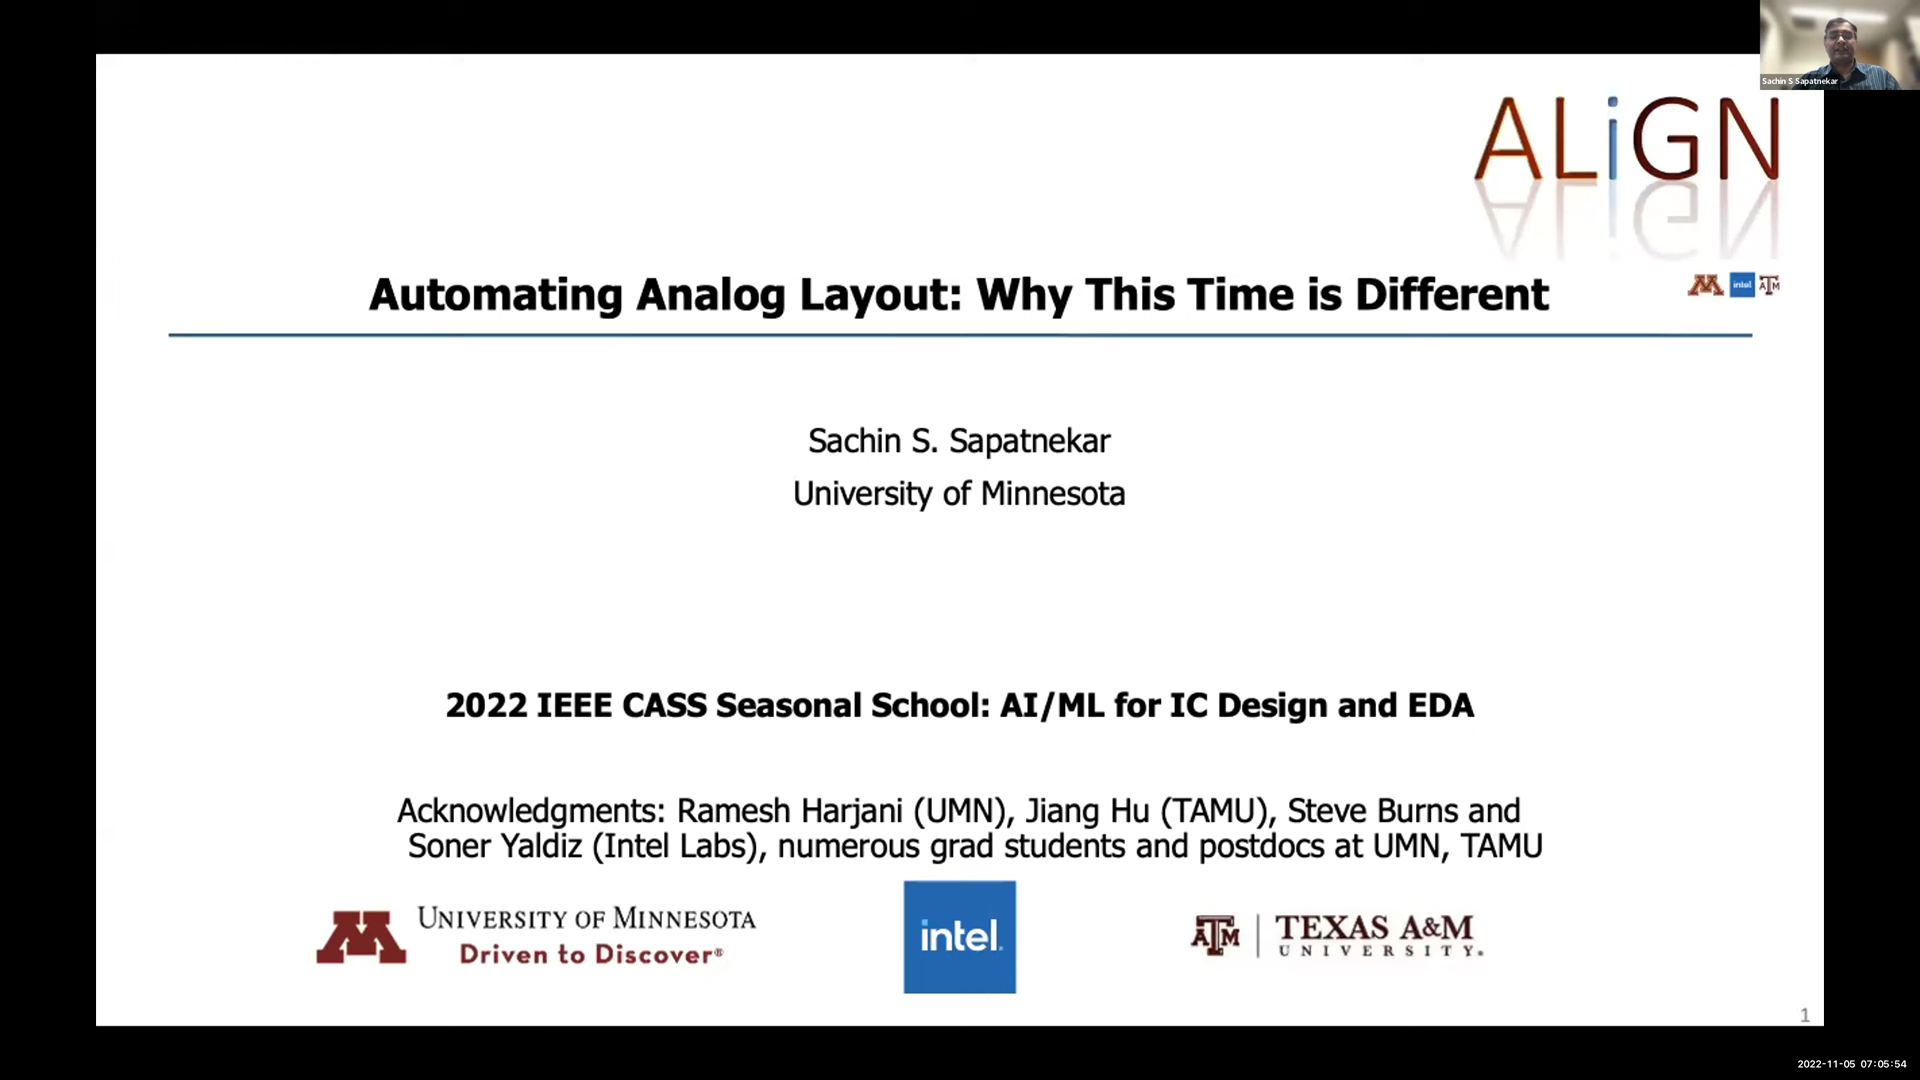 Sachin S Sapatnekar
ALiGN
Automating Analog Layout: Why This Time is Different
M intel A&M
Sachin S. Sapatnekar
University of Minnesota
2022 IEEE CASS Seasonal School: AI/ML for IC Design and EDA
Acknowledgments: Ramesh Harjani (UMN), Jiang Hu (TAMU), Steve Burns and
Soner Yaldiz (Intel Labs), numerous grad students and postdocs at UMN, TAMU
M UNIVERSITY OF MINNESOTA
Driven to Discover®
intel.
A&M TEXAS A&M
UNIVERSITY®
1
2022-11-05 07:05:54